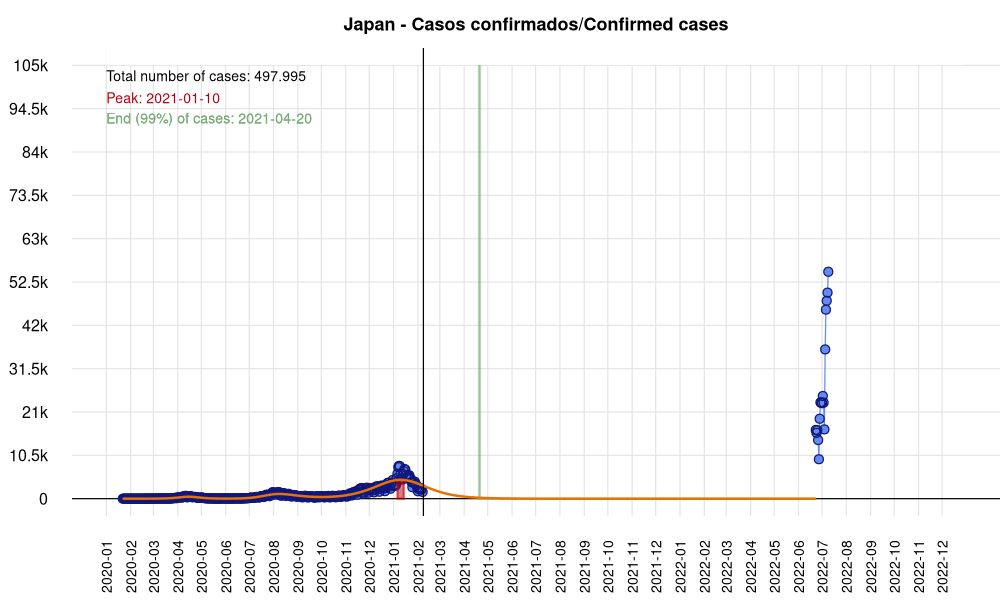 Japan - Casos confirmados/Confirmed cases
Total number of cases: 497.995
Peak: 2021-01-10
End (99%) of cases: 2021-04-20
105k
94.5k
84k
73.5k
63k
52.5k
42k
31.5k
21k
10.5k
0
2020-01
2020-02
2020-03
2020-04
2020-05
2020-06
2020-07
2020-08
2020-09
2020-10
2020-11
2020-12
2021-01
2021-02
2021-03
2021-04
2021-05
2021-06
2021-07
2021-08
2021-09
2021-10
2021-11
2021-12
2022-01
2022-02
2022-03
2022-04
2022-05
2022-06
2022-07
2022-08
2022-09
2022-10
2022-11
2022-12